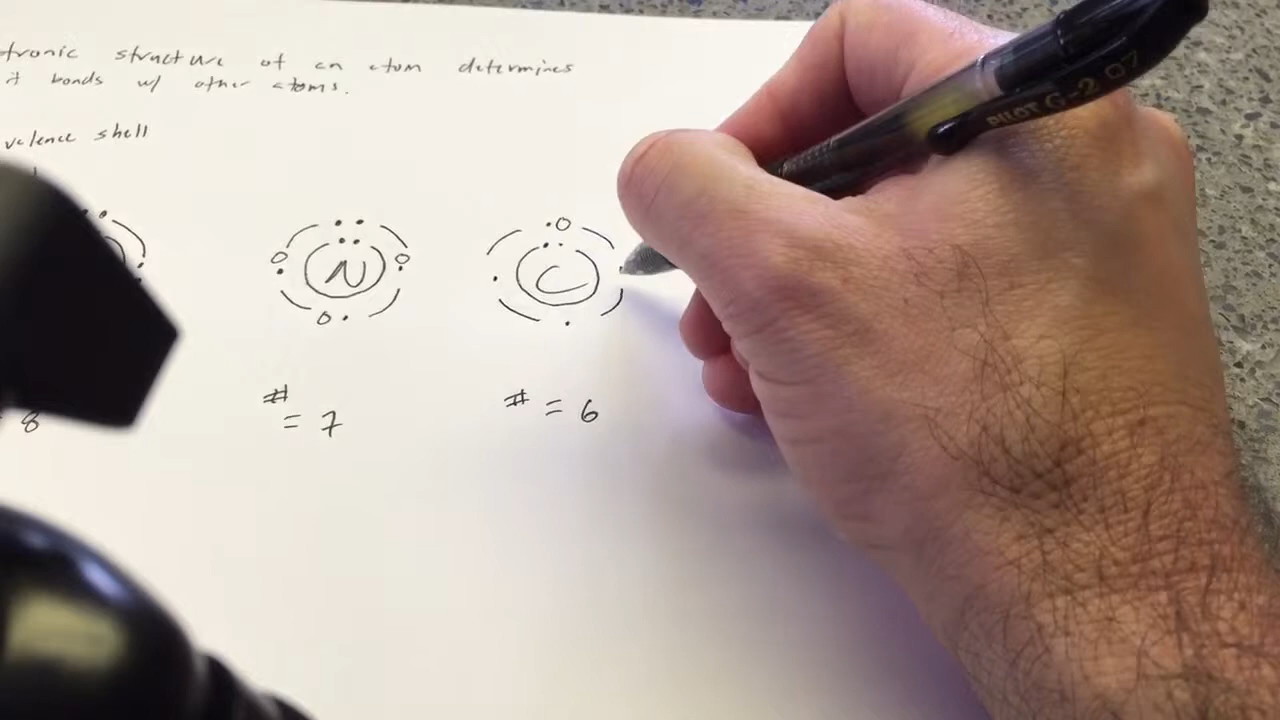 tronic structure of an atom determines
it bonds w/ other atoms.
valence shell
N
C
8
# = 7
# = 6
PILOT G-2 07